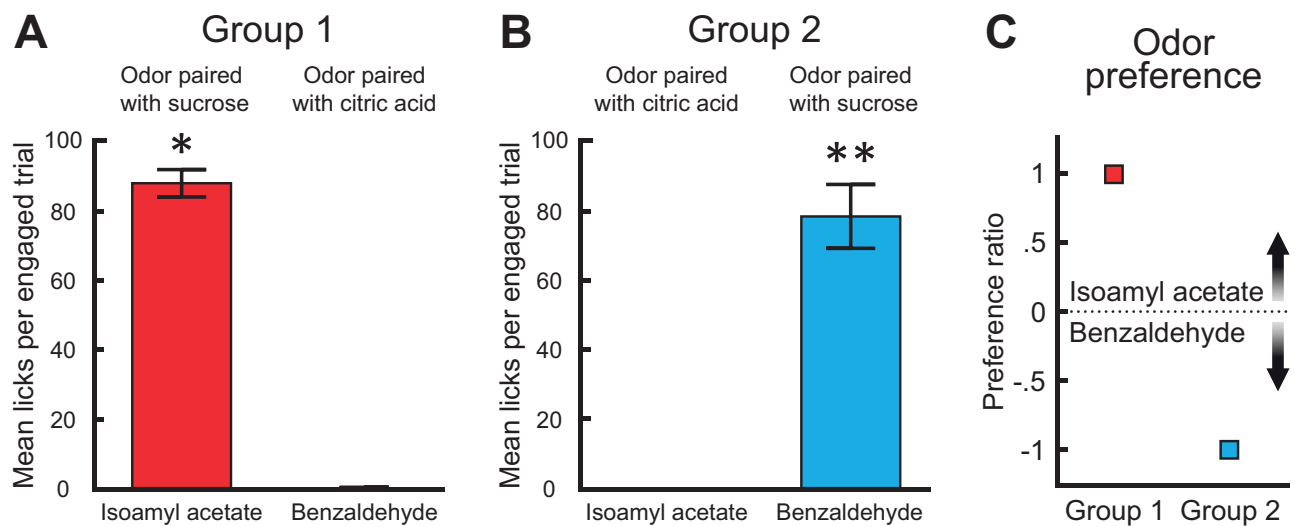 A
Group 1
Odor paired
with sucrose
Odor paired
with citric acid
Mean licks per engaged trial
100
80
60
40
20
0
*
Isoamyl acetate
Benzaldehyde
B
Group 2
Odor paired
with citric acid
Odor paired
with sucrose
Mean licks per engaged trial
100
80
60
40
20
0
**
Isoamyl acetate
Benzaldehyde
C
Odor
preference
Preference ratio
1
.5
0
-.5
-1
Isoamyl acetate
Benzaldehyde
Group 1
Group 2